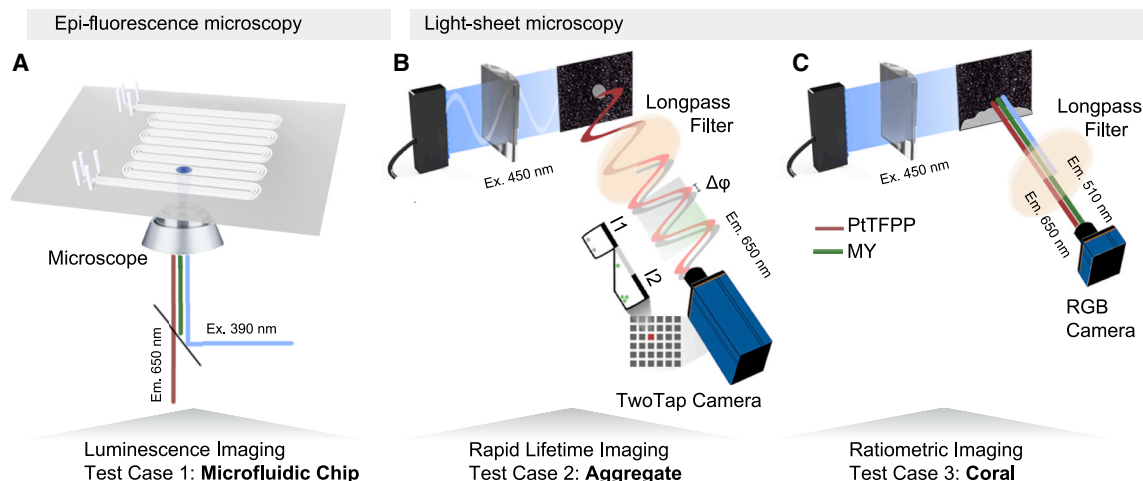 Epi-fluorescence microscopy
Light-sheet microscopy
A
Microscope
Ex. 390 nm
Em. 650 nm
Luminescence Imaging
Test Case 1: Microfluidic Chip
B
Longpass
Filter
Ex. 450 nm
Δφ
Em. 650 nm
I1
I2
TwoTap Camera
Rapid Lifetime Imaging
Test Case 2: Aggregate
C
Longpass
Filter
Ex. 450 nm
Em. 510 nm
Em. 650 nm
PtTFPP
MY
RGB
Camera
Ratiometric Imaging
Test Case 3: Coral